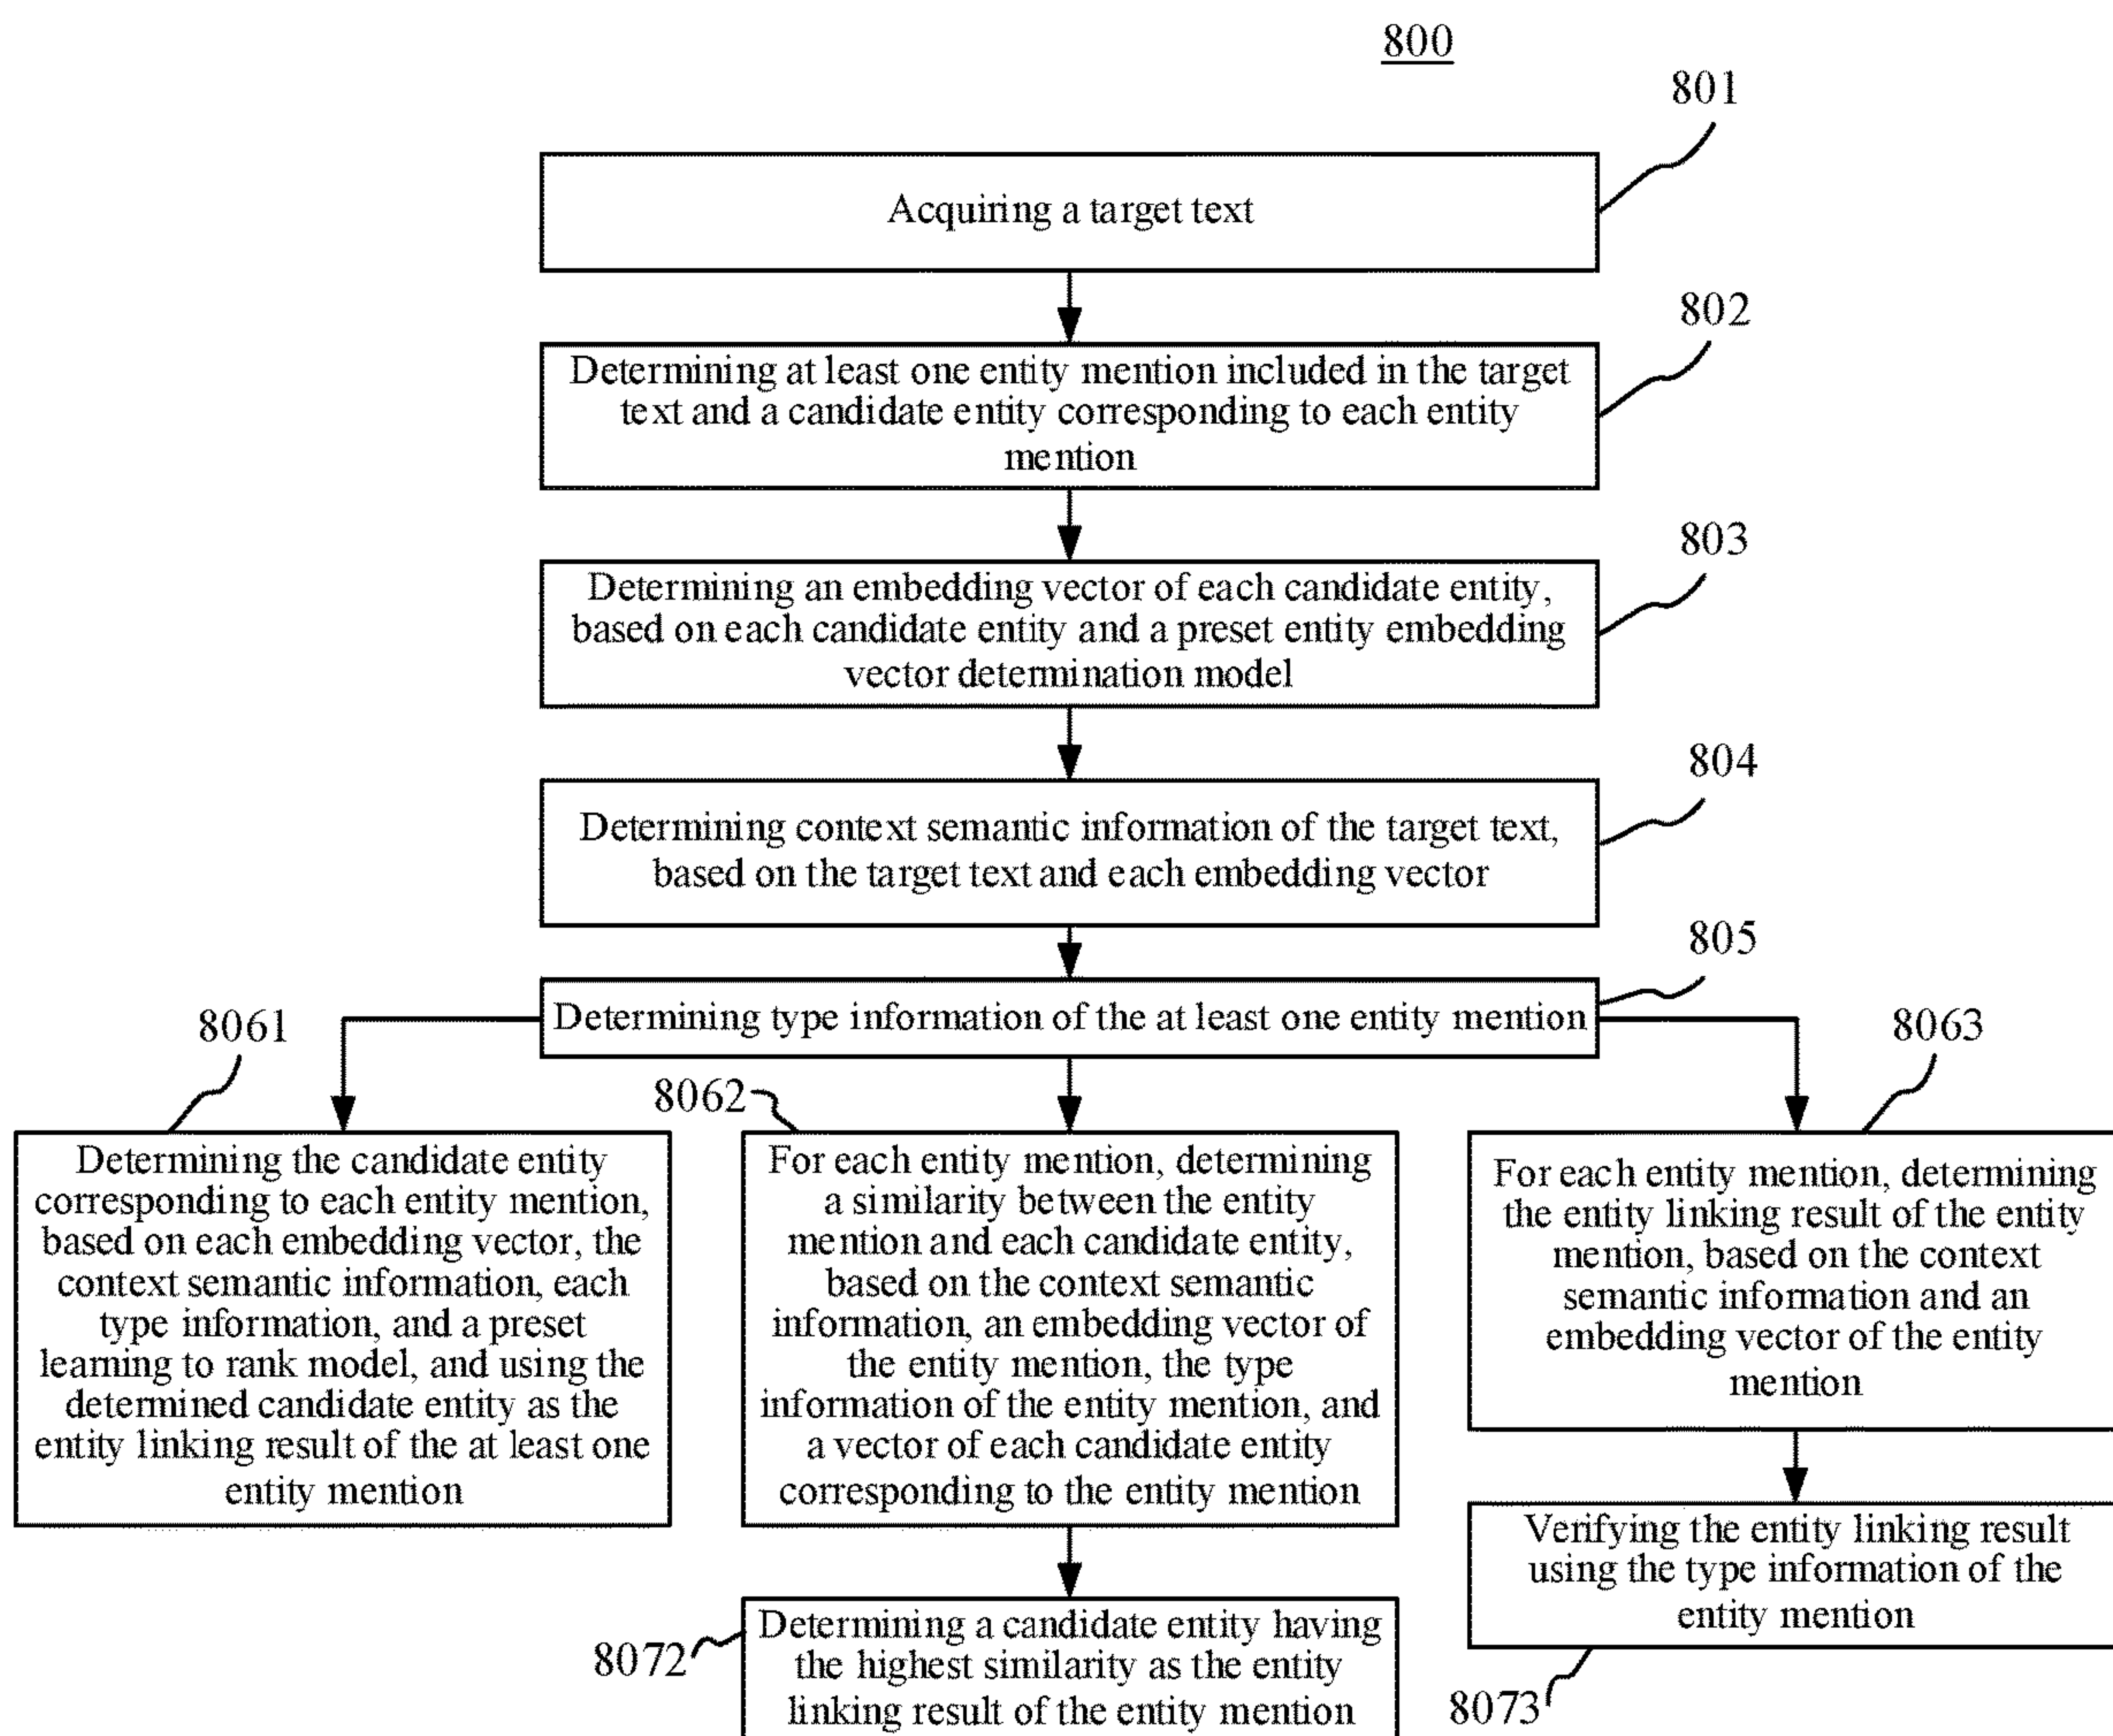 800
801
Acquiring a target text
802
Determining at least one entity mention included in the target
text and a candidate entity corresponding to each entity
mention
803
Determining an embedding vector of each candidate entity,
based on each candidate entity and a preset entity embedding
vector determination model
804
Determining context semantic information of the target text,
based on the target text and each embedding vector
805
Determining type information of the at least one entity mention
8061
Determining the candidate entity
corresponding to each entity mention,
based on each embedding vector, the
context semantic information, each
type information, and a preset
learning to rank model, and using the
determined candidate entity as the
entity linking result of the at least one
entity mention
8062
For each entity mention, determining
a similarity between the entity
mention and each candidate entity,
based on the context semantic
information, an embedding vector of
the entity mention, the type
information of the entity mention, and
a vector of each candidate entity
corresponding to the entity mention
8063
For each entity mention, determining
the entity linking result of the entity
mention, based on the context
semantic information and an
embedding vector of the entity
mention
8072
Determining a candidate entity having
the highest similarity as the entity
linking result of the entity mention
Verifying the entity linking result
using the type information of the
entity mention
8073